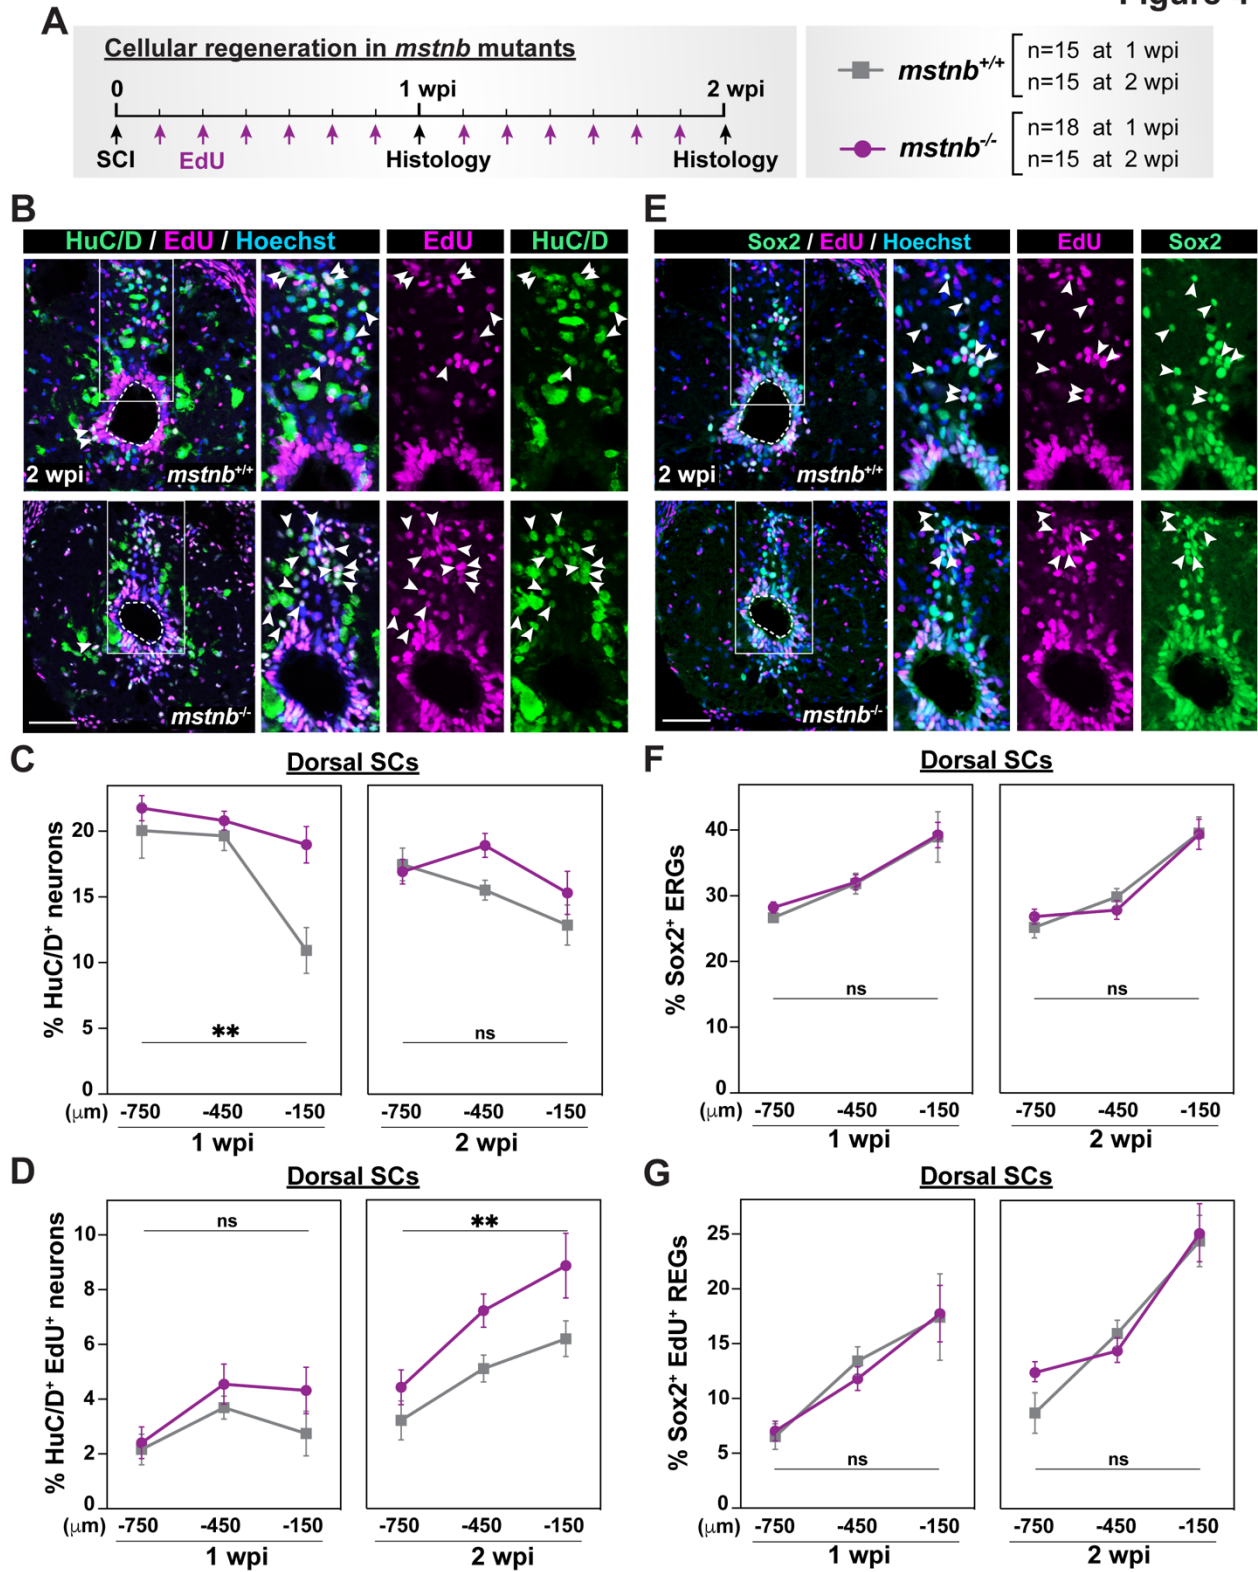 A
Cellular regeneration in mstnb mutants
0 1 wpi 2 wpi
SCI EdU Histology Histology
mstnb+/+
n=15 at 1 wpi
n=15 at 2 wpi
mstnb-/-
n=18 at 1 wpi
n=15 at 2 wpi
B
HuC/D / EdU / Hoechst EdU HuC/D
2 wpi mstnb+/+
mstnb-/-
E
Sox2 / EdU / Hoechst EdU Sox2
2 wpi mstnb+/+
mstnb-/-
C
Dorsal SCs
% HuC/D+ neurons
20
15
10
5
0
** ns
(μm) -750 -450 -150 -750 -450 -150
1 wpi 2 wpi
F
Dorsal SCs
% Sox2+ ERGs
40
30
20
10
0
ns ns
(μm) -750 -450 -150 -750 -450 -150
1 wpi 2 wpi
D
Dorsal SCs
% HuC/D+ EdU+ neurons
10
8
6
4
2
0
ns **
(μm) -750 -450 -150 -750 -450 -150
1 wpi 2 wpi
G
Dorsal SCs
% Sox2+ EdU+ REGs
25
20
15
10
5
0
ns ns
(μm) -750 -450 -150 -750 -450 -150
1 wpi 2 wpi